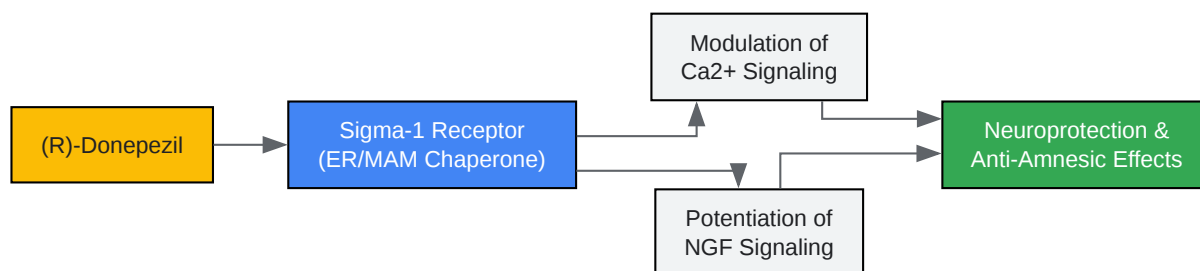 (R)-Donepezil
Sigma-1 Receptor
(ER/MAM Chaperone)
Modulation of
Ca2+ Signaling
Potentiation of
NGF Signaling
Neuroprotection &
Anti-Amnesic Effects